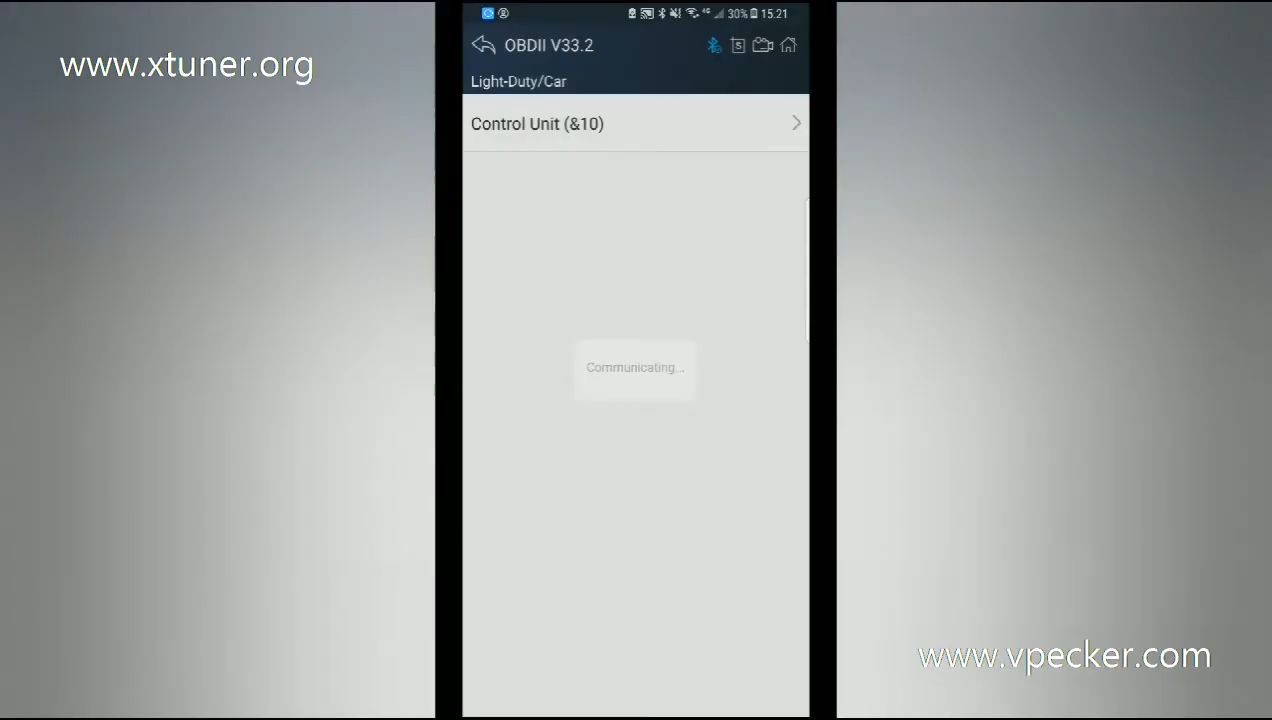 www.xtuner.org
4G 30% 15.21
OBDII V33.2
Light-Duty/Car
Control Unit (&10)
Communicating...
www.vpecker.com